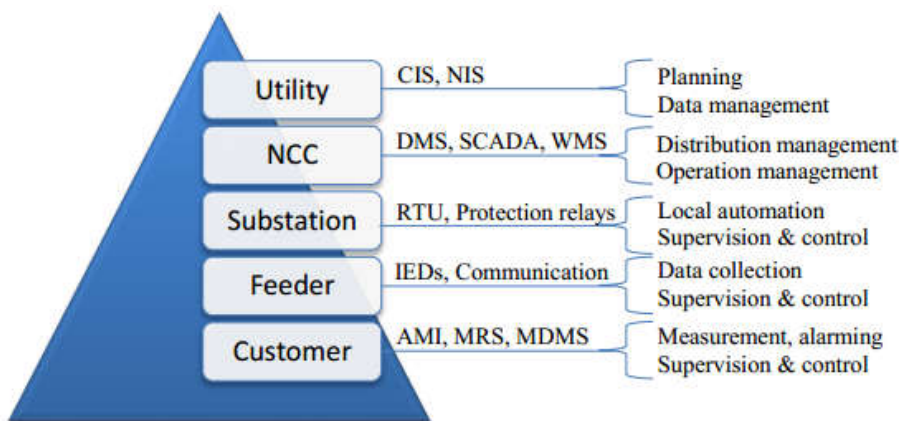 Utility
CIS, NIS
Planning
Data management
NCC
DMS, SCADA, WMS
Distribution management
Operation management
Substation
RTU, Protection relays
Local automation
Supervision & control
Feeder
IEDs, Communication
Data collection
Supervision & control
Customer
AMI, MRS, MDMS
Measurement, alarming
Supervision & control